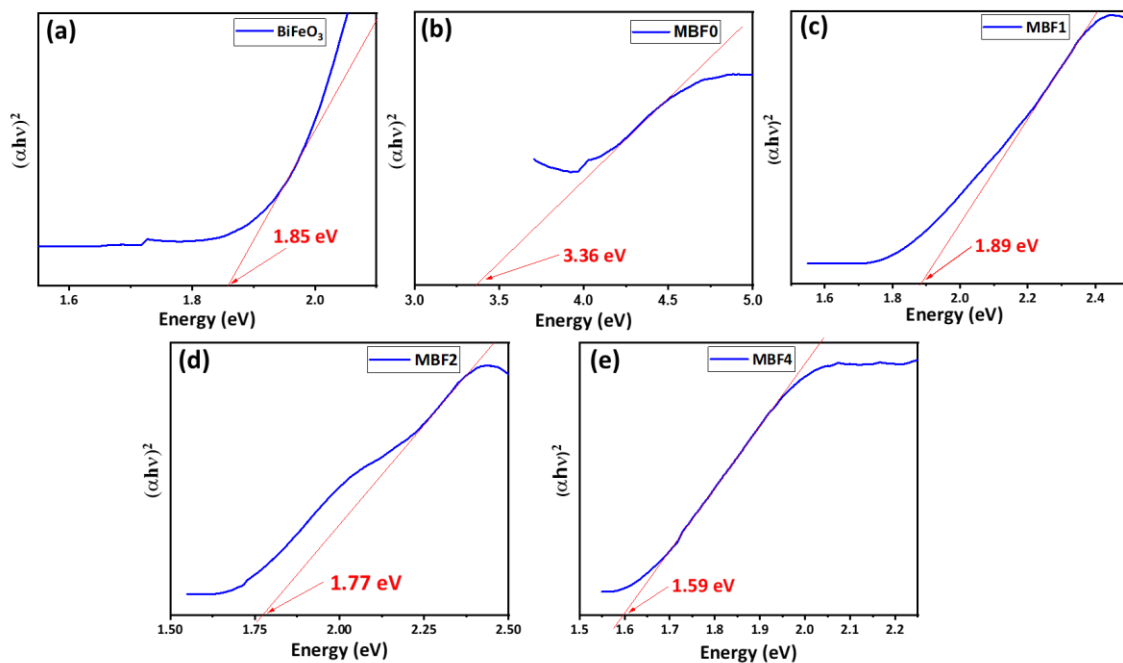 (a)
BiFeO₃
(αhν)²
1.85 eV
1.6 1.8 2.0
Energy (eV)
(b)
MBF0
(αhν)²
3.36 eV
3.0 3.5 4.0 4.5 5.0
Energy (eV)
(c)
MBF1
(αhν)²
1.89 eV
1.6 1.8 2.0 2.2 2.4
Energy (eV)
(d)
MBF2
(αhν)²
1.77 eV
1.50 1.75 2.00 2.25 2.50
Energy (eV)
(e)
MBF4
(αhν)²
1.59 eV
1.5 1.6 1.7 1.8 1.9 2.0 2.1 2.2
Energy (eV)